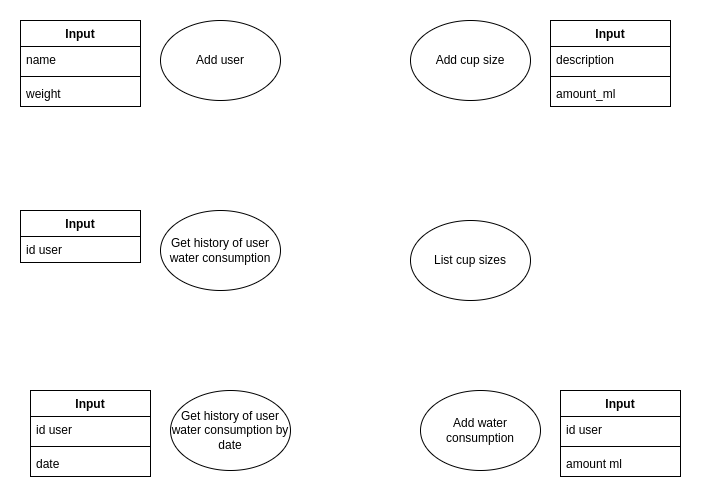 Input
name
weight
Add user
Add cup size
Input
description
amount_ml
Input
id user
Get history of user
water consumption
List cup sizes
Input
id user
date
Get history of user
water consumption by
date
Add water
consumption
Input
id user
amount ml